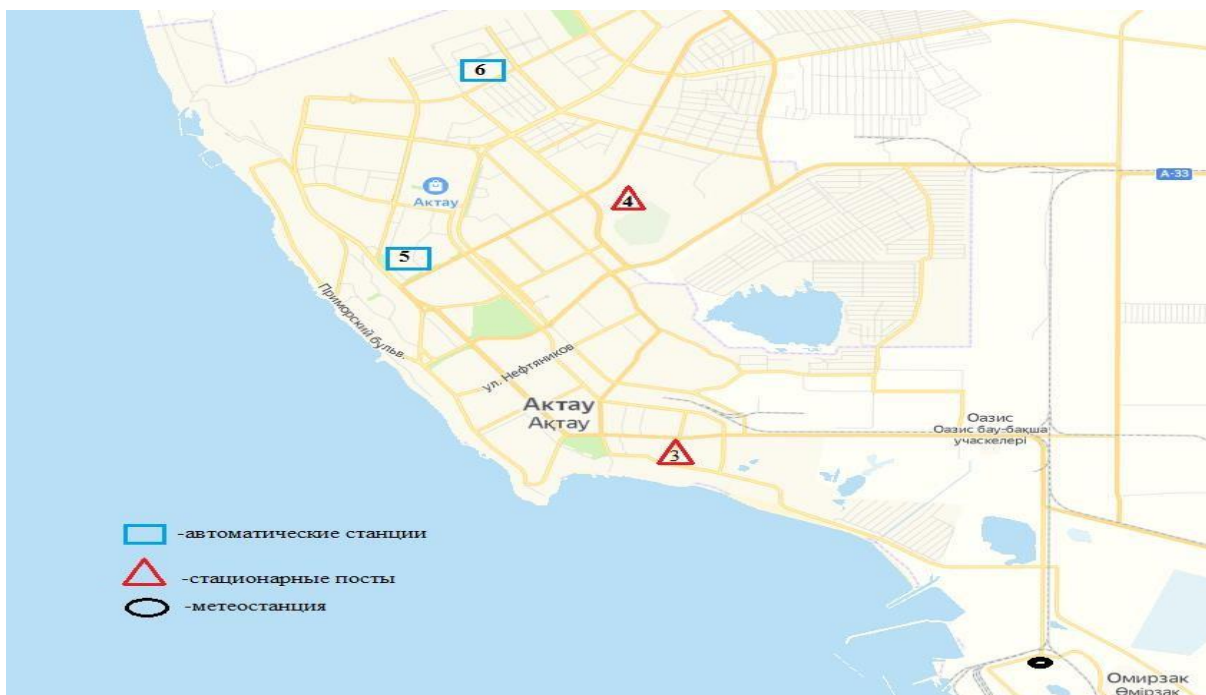 6
4
А-33
Актау
5
Приморский бульв.
ул. Нефтяников
Актау
Ақтау
Оазис
Оазис бау-бақша
учаскелері
3
-автоматические станции
-стационарные посты
-метеостанция
Омирзак
Өмірзақ